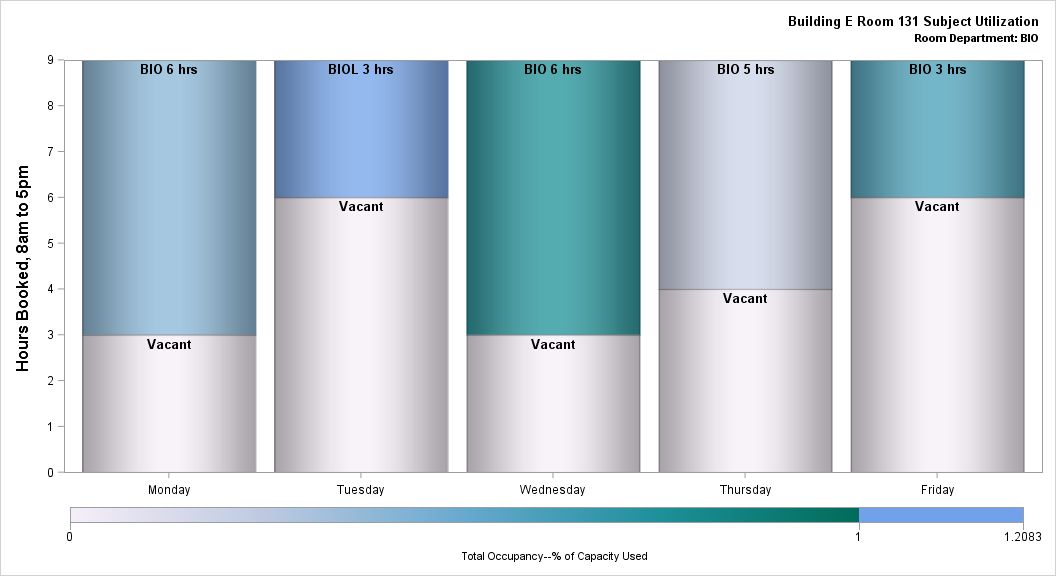 Building E Room 131 Subject Utilization
Room Department: BIO
Hours Booked, 8am to 5pm
9
8
7
6
5
4
3
2
1
0
BIO 6 hrs
BIOL 3 hrs
BIO 6 hrs
BIO 5 hrs
BIO 3 hrs
Vacant
Vacant
Vacant
Vacant
Vacant
Monday
Tuesday
Wednesday
Thursday
Friday
0
1
1.2083
Total Occupancy--% of Capacity Used